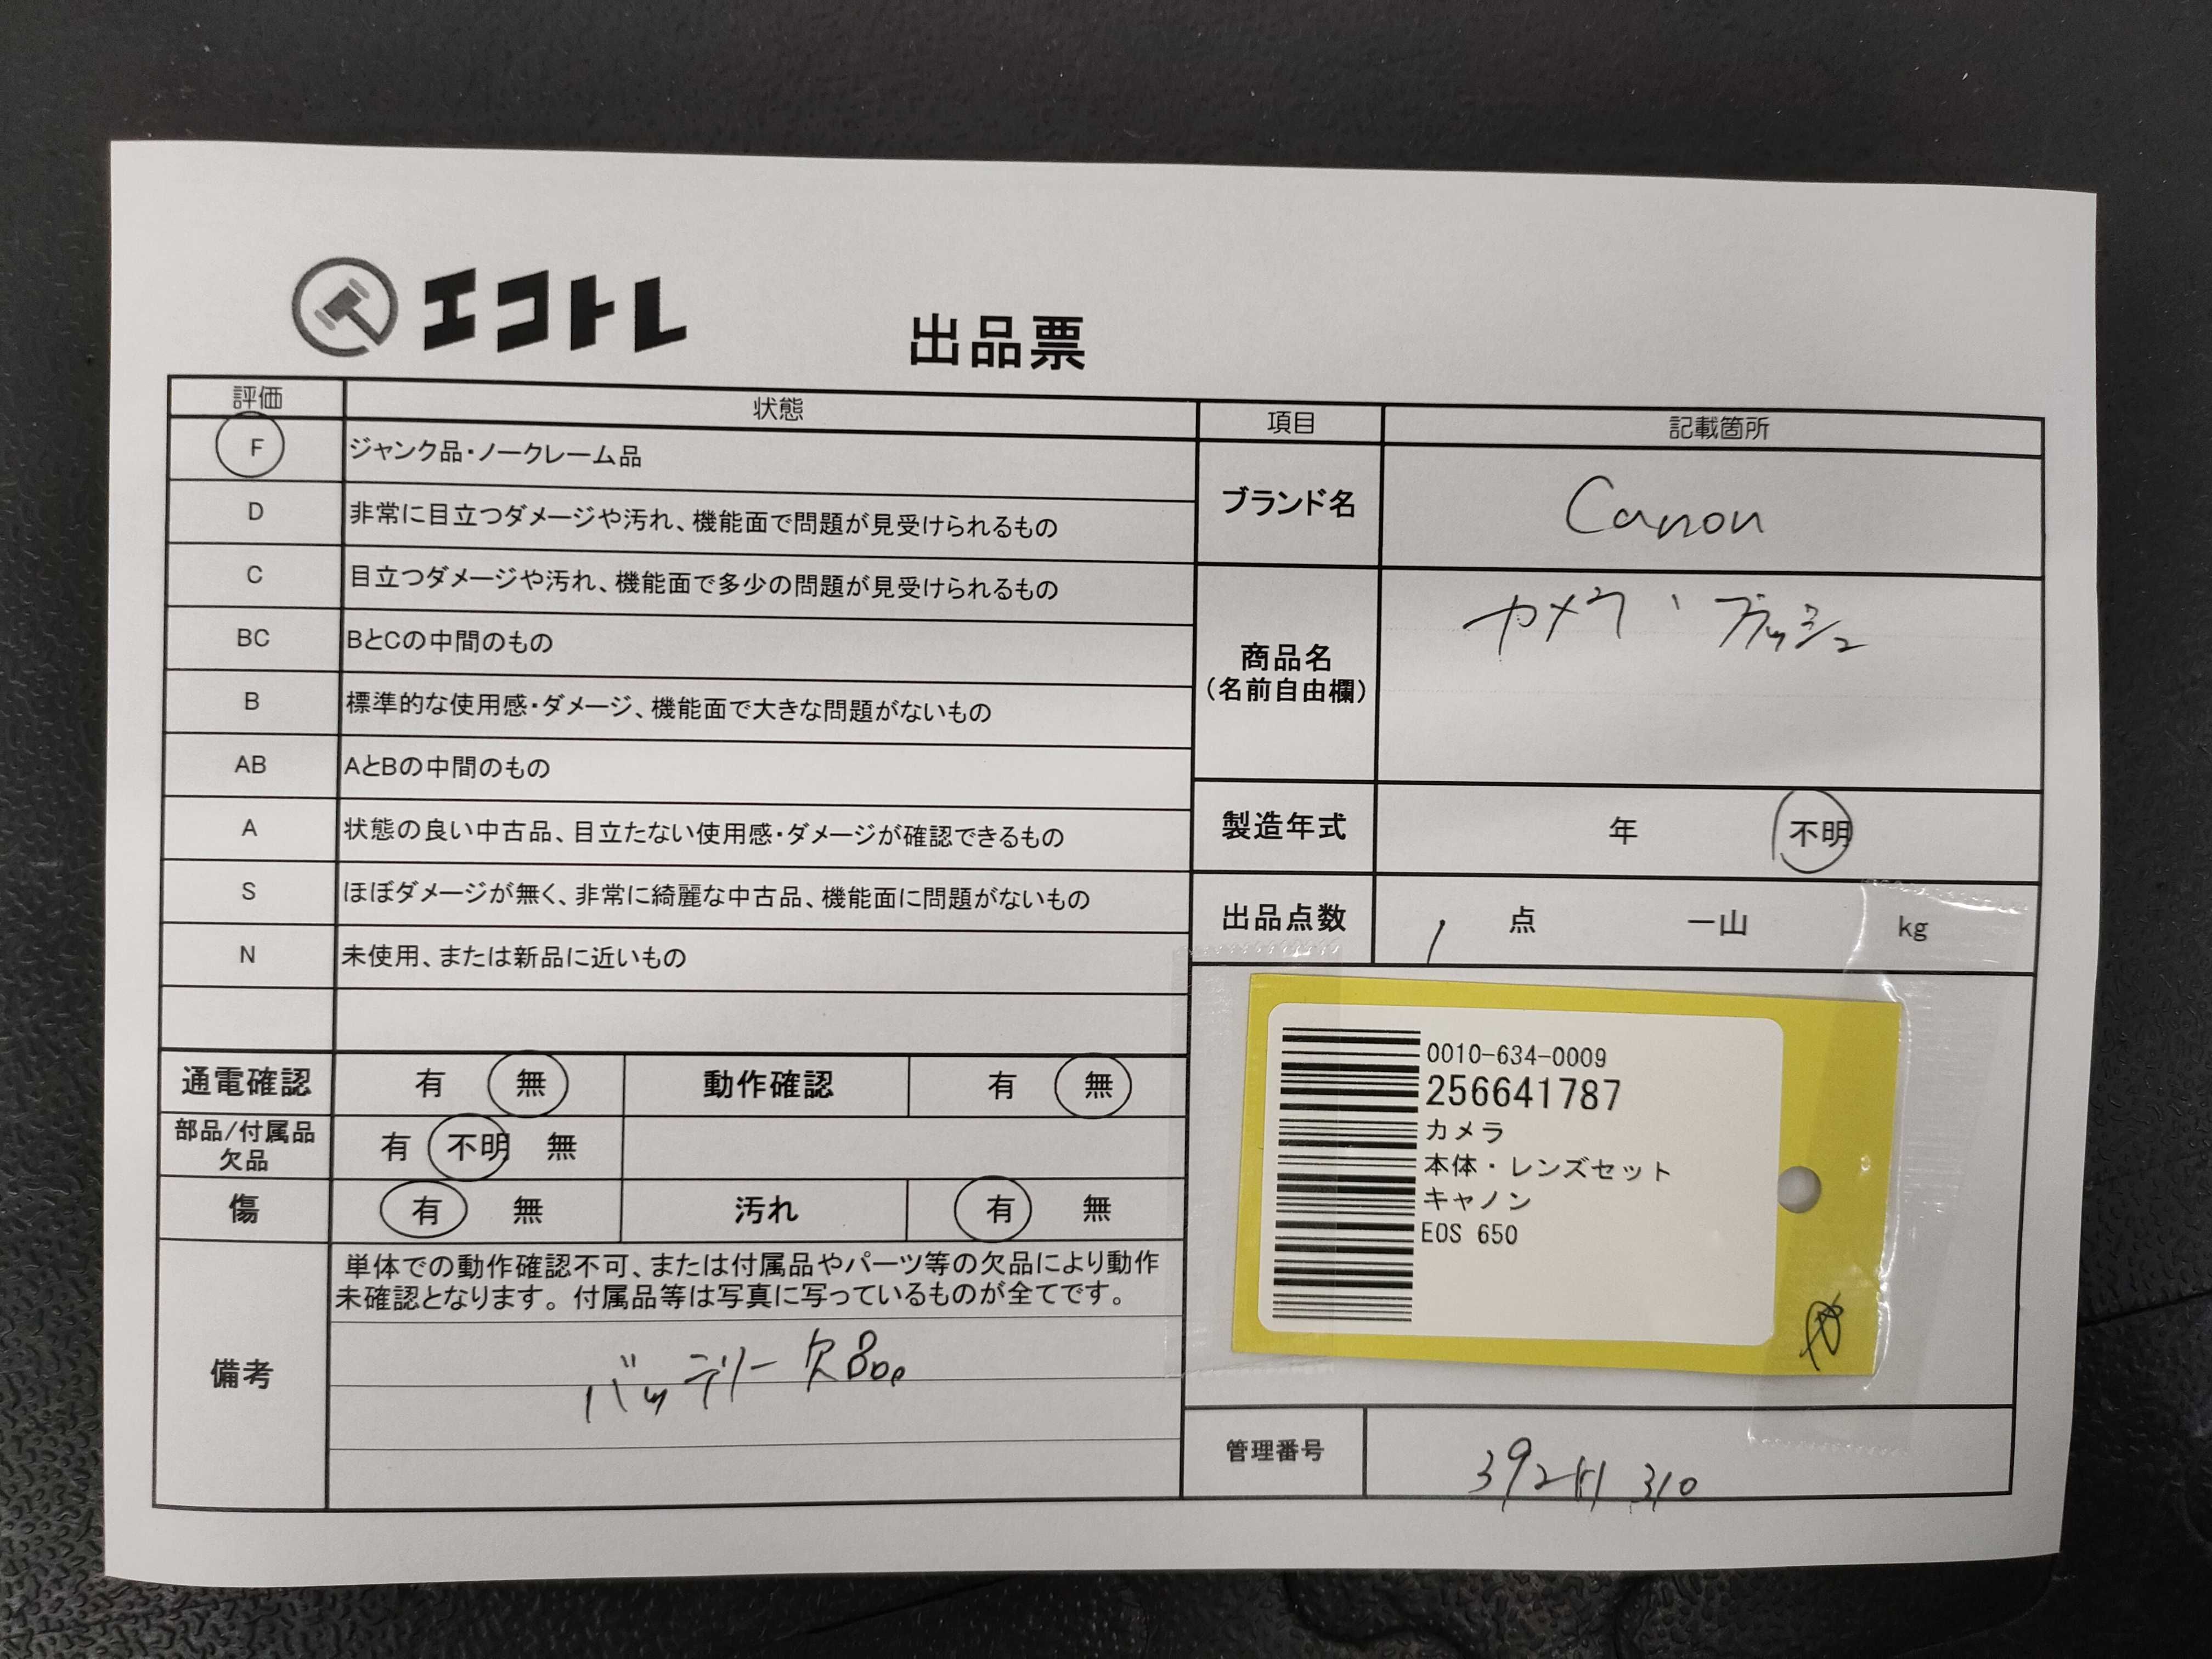 エコトレ
出品票
評価 状態
F ジャンク品・ノークレーム品
D 非常に目立つダメージや汚れ、機能面で問題が見受けられるもの
C 目立つダメージや汚れ、機能面で多少の問題が見受けられるもの
BC BとCの中間のもの
B 標準的な使用感・ダメージ、機能面で大きな問題がないもの
AB AとBの中間のもの
A 状態の良い中古品、目立たない使用感・ダメージが確認できるもの
S ほぼダメージが無く、非常に綺麗な中古品、機能面に問題がないもの
N 未使用、または新品に近いもの
通電確認 有 無 動作確認 有 無
部品/付属品
欠品 有 不明 無
傷 有 無 汚れ 有 無
備考
単体での動作確認不可、または付属品やパーツ等の欠品により動作
未確認となります。付属品等は写真に写っているものが全てです。
バッテリー欠品。
項目 記載箇所
ブランド名 Canon
商品名
(名前自由欄)
カメラ、フラッシュ
製造年式 年 不明
出品点数 1 点 一山 kg
0010-634-0009
256641787
カメラ
本体・レンズセット
キャノン
EOS 650
管理番号 310